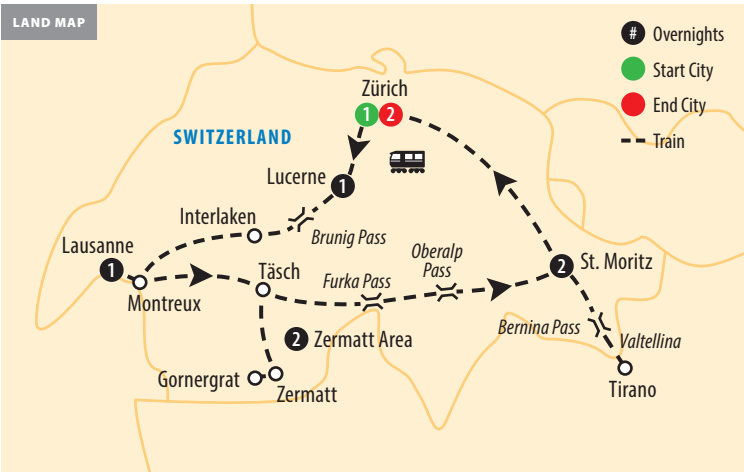 LAND MAP
# Overnights
Start City
End City
Train
Zürich
1 2
SWITZERLAND
Lucerne 1
Interlaken
Brunig Pass
Lausanne
1
Montreux
Täsch
Furka Pass
Oberalp
Pass
2 St. Moritz
Bernina Pass
Valtellina
2 Zermatt Area
Gornergrat
Zermatt
Tirano